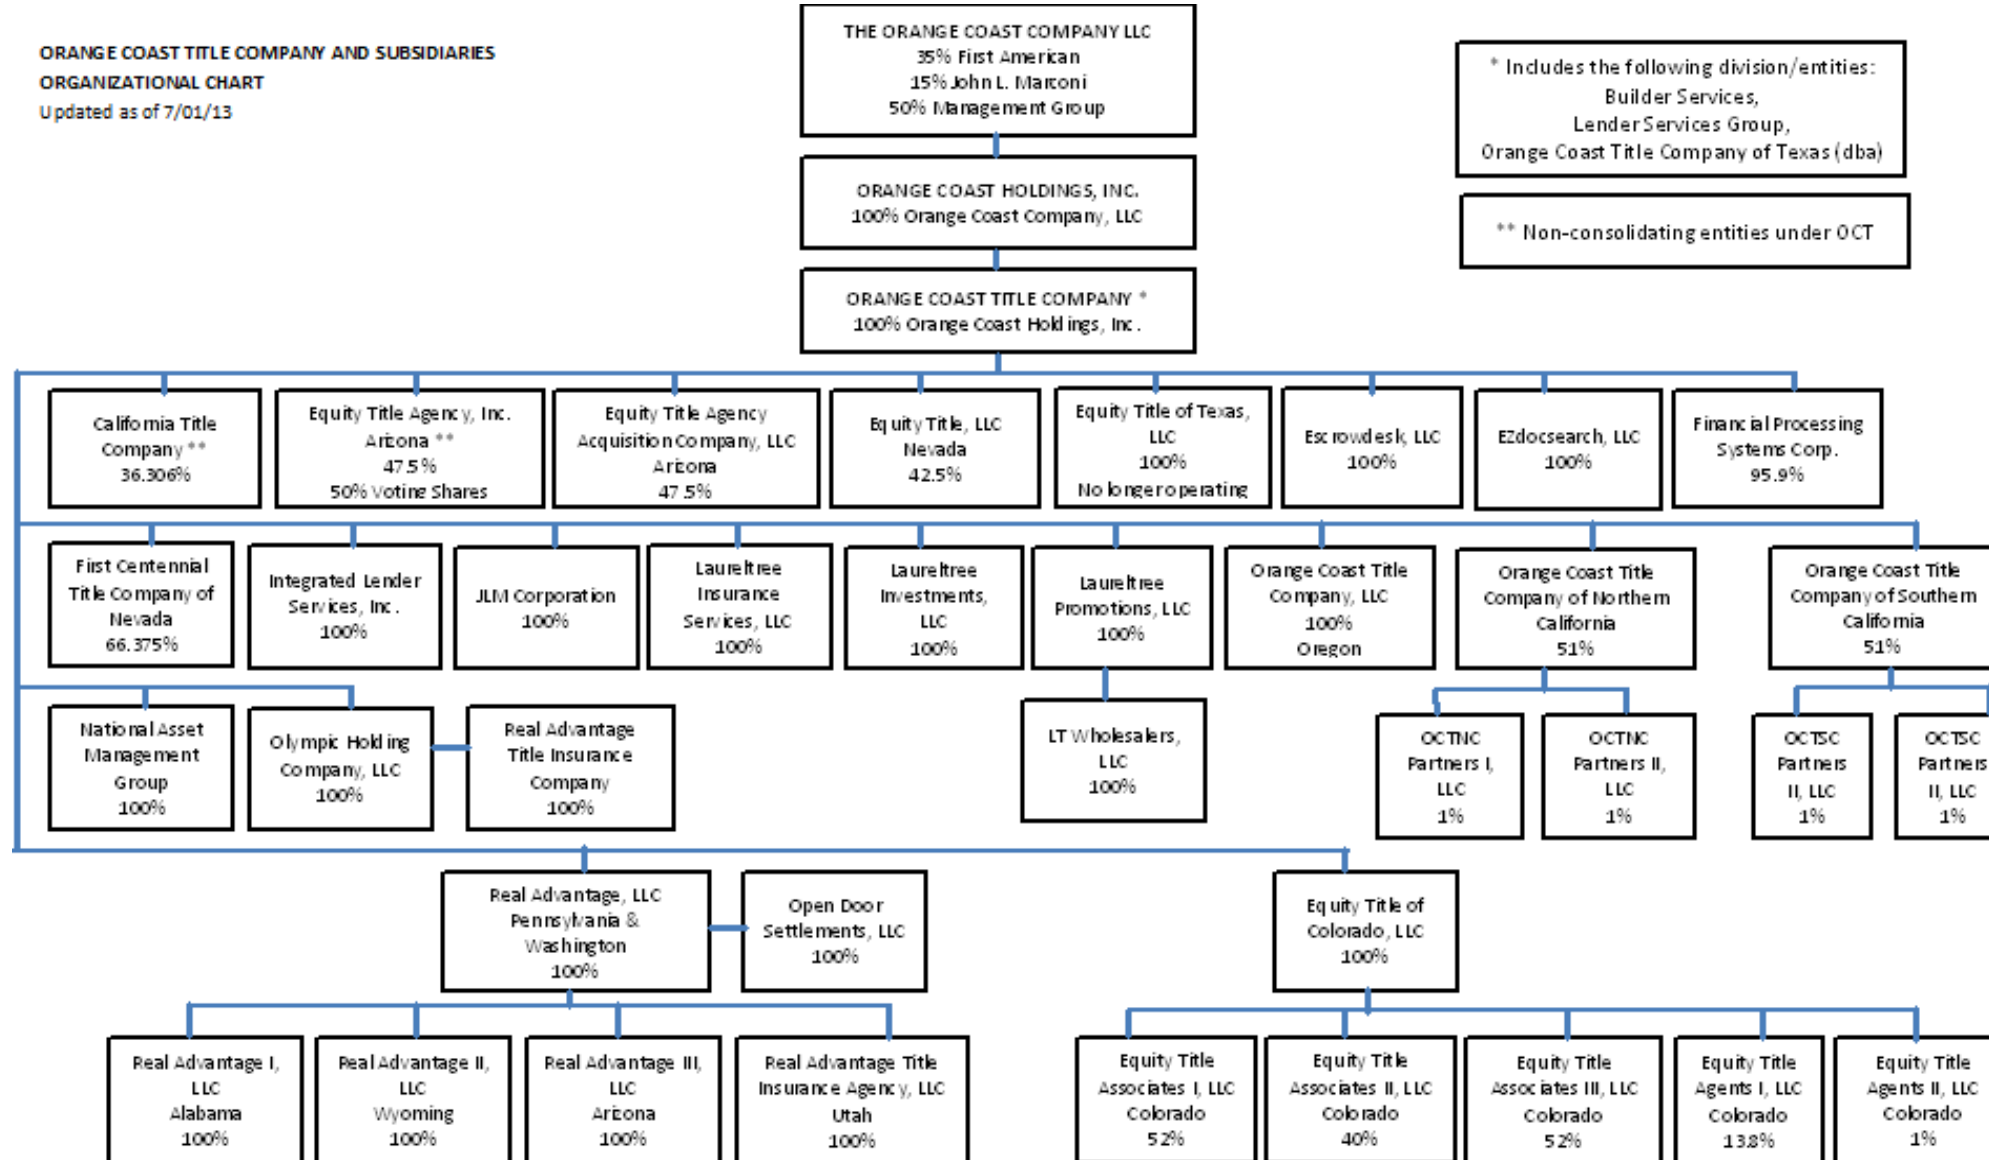 ORANGE COAST TITLE COMPANY AND SUBSIDIARIES
ORGANIZATIONAL CHART
Updated as of 7/01/13
THE ORANGE COAST COMPANY LLC
35% First American
15% John L. Marconi
50% Management Group
* Includes the following division/entities:
Builder Services,
Lender Services Group,
Orange Coast Title Company of Texas (dba)
ORANGE COAST HOLDINGS, INC.
100% Orange Coast Company, LLC
** Non-consolidating entities under OCT
ORANGE COAST TITLE COMPANY *
100% Orange Coast Holdings, Inc.
California Title
Company **
36.306%
Equity Title Agency, Inc.
Arizona **
47.5%
50% Voting Shares
Equity Title Agency
Acquisition Company, LLC
Arizona
47.5%
Equity Title, LLC
Nevada
42.5%
Equity Title of Texas,
LLC
100%
No longer operating
Escrowdesk, LLC
100%
EZdocsearch, LLC
100%
Financial Processing
Systems Corp.
95.9%
First Centennial
Title Company of
Nevada
66.375%
Integrated Lender
Services, Inc.
100%
JLM Corporation
100%
Laureltree
Insurance
Services, LLC
100%
Laureltree
Investments,
LLC
100%
Laureltree
Promotions, LLC
100%
Orange Coast Title
Company, LLC
100%
Oregon
Orange Coast Title
Company of Northern
California
51%
Orange Coast Title
Company of Southern
California
51%
National Asset
Management
Group
100%
Olympic Holding
Company, LLC
100%
Real Advantage
Title Insurance
Company
100%
LT Wholesalers,
LLC
100%
OCTNC
Partners I,
LLC
1%
OCTNC
Partners II,
LLC
1%
OCTSC
Partners
II, LLC
1%
OCTSC
Partners
II, LLC
1%
Real Advantage, LLC
Pennsylvania &
Washington
100%
Open Door
Settlements, LLC
100%
Equity Title of
Colorado, LLC
100%
Real Advantage I,
LLC
Alabama
100%
Real Advantage II,
LLC
Wyoming
100%
Real Advantage III,
LLC
Arizona
100%
Real Advantage Title
Insurance Agency, LLC
Utah
100%
Equity Title
Associates I, LLC
Colorado
52%
Equity Title
Associates II, LLC
Colorado
40%
Equity Title
Associates III, LLC
Colorado
52%
Equity Title
Agents I, LLC
Colorado
13.8%
Equity Title
Agents II, LLC
Colorado
1%